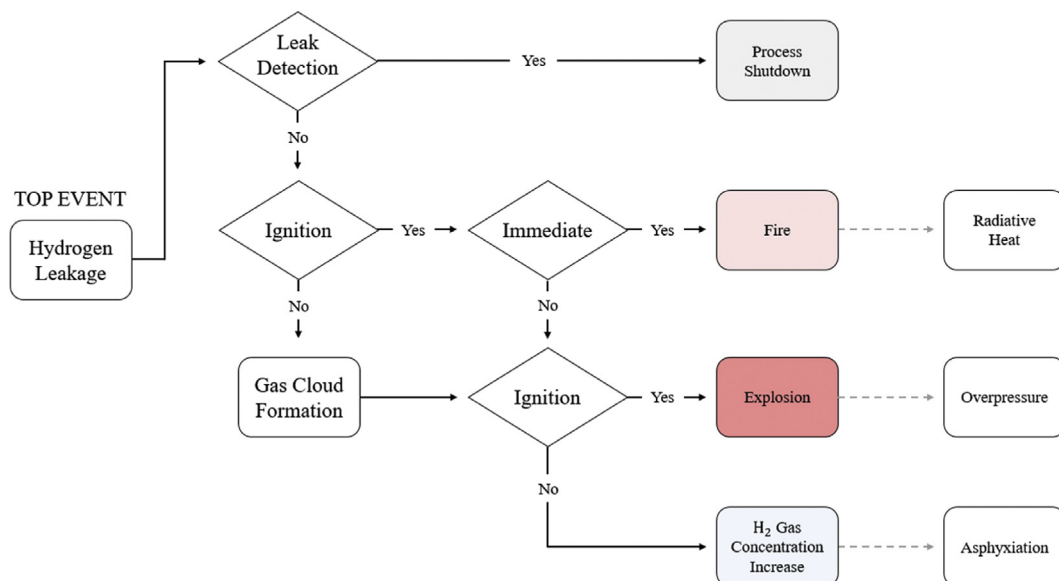 Leak
Detection
Yes
Process
Shutdown
No
TOP EVENT
Hydrogen
Leakage
Ignition
Yes
Immediate
Yes
Fire
Radiative
Heat
No
No
Gas Cloud
Formation
Ignition
Yes
Explosion
Overpressure
No
H₂ Gas
Concentration
Increase
Asphyxiation